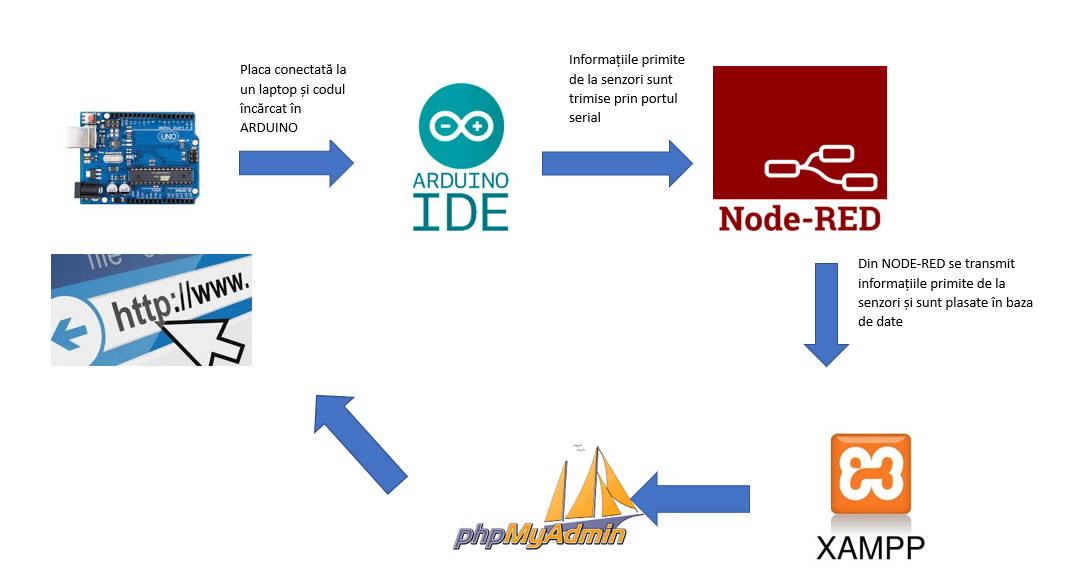 Placa conectată la
un laptop și codul
încărcat în
ARDUINO
Informațiile primite
de la senzori sunt
trimise prin portul
serial
UNO
ARDUINO
IDE
Node-RED
http://www.
Din NODE-RED se transmit
informațiile primite de la
senzori și sunt plasate în baza
de date
phpMyAdmin
XAMPP